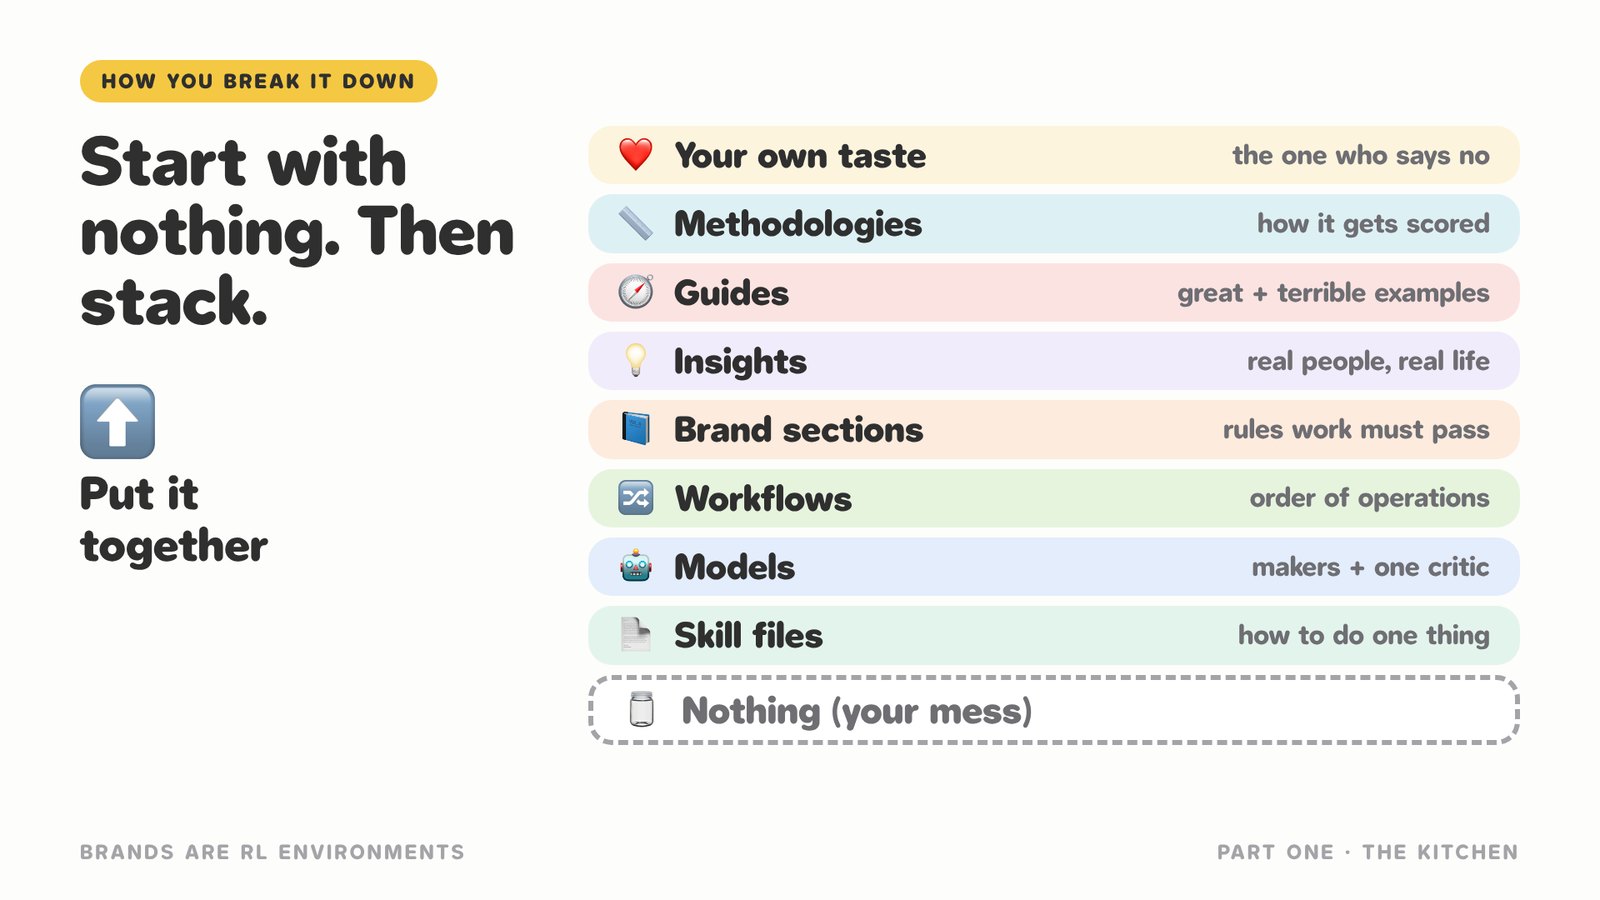 HOW YOU BREAK IT DOWN
Start with
nothing. Then
stack.
Put it
together
Your own taste the one who says no
Methodologies how it gets scored
Guides great + terrible examples
Insights real people, real life
Brand sections rules work must pass
Workflows order of operations
Models makers + one critic
Skill files how to do one thing
Nothing (your mess)
BRANDS ARE RL ENVIRONMENTS
PART ONE · THE KITCHEN